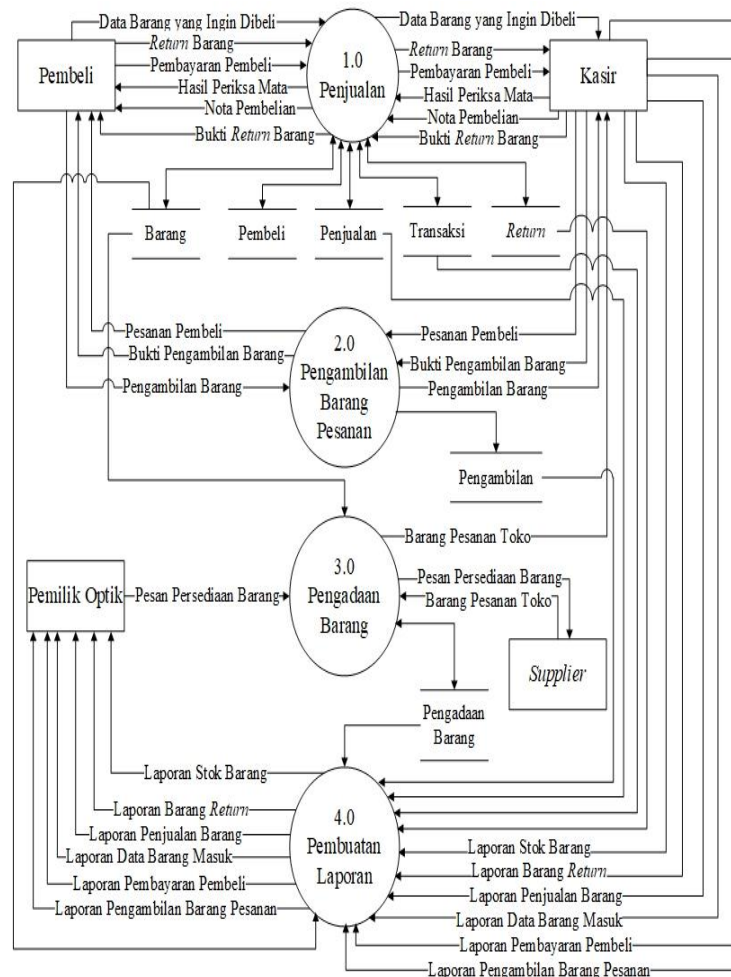 Data Barang yang Ingin Dibeli
Return Barang
Pembayaran Pembeli
Hasil Periksa Mata
Nota Pembelian
Bukti Return Barang
Pembeli
1.0
Penjualan
Data Barang yang Ingin Dibeli
Return Barang
Pembayaran Pembeli
Hasil Periksa Mata
Nota Pembelian
Bukti Return Barang
Kasir
Barang
Pembeli
Penjualan
Transaksi
Return
Pesanan Pembeli
Bukti Pengambilan Barang
Pengambilan Barang
2.0
Pengambilan
Barang
Pesanan
Pesanan Pembeli
Bukti Pengambilan Barang
Pengambilan Barang
Pengambilan
Barang Pesanan Toko
Pemilik Optik
Pesan Persediaan Barang
3.0
Pengadaan
Barang
Pesan Persediaan Barang
Barang Pesanan Toko
Supplier
Pengadaan
Barang
Laporan Stok Barang
Laporan Barang Return
Laporan Penjualan Barang
Laporan Data Barang Masuk
Laporan Pembayaran Pembeli
Laporan Pengambilan Barang Pesanan
4.0
Pembuatan
Laporan
Laporan Stok Barang
Laporan Barang Return
Laporan Penjualan Barang
Laporan Data Barang Masuk
Laporan Pembayaran Pembeli
Laporan Pengambilan Barang Pesanan